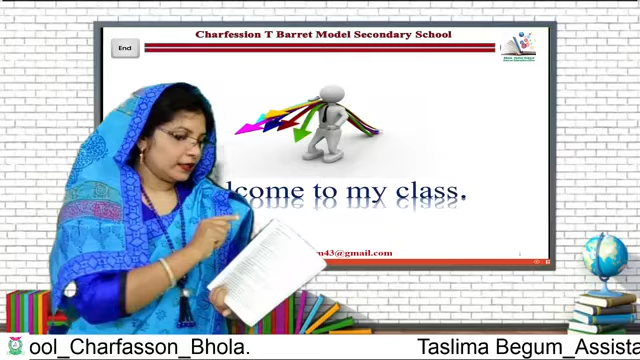 Charfession T Barret Model Secondary School
End
lcome to my class.
u43@gmail.com
ool_Charfasson_Bhola.
Taslima Begum_Assista